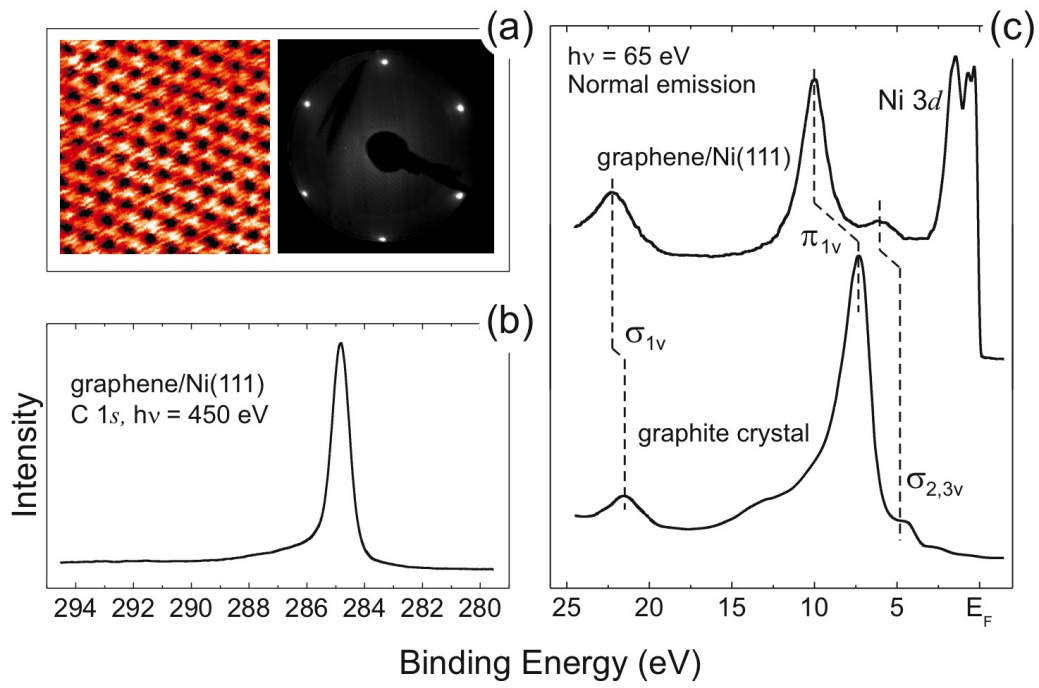 (a)
(b)
graphene/Ni(111)
C 1s, hν = 450 eV
Intensity
294 292 290 288 286 284 282 280
(c)
hν = 65 eV
Normal emission
Ni 3d
graphene/Ni(111)
π1v
σ1v
graphite crystal
σ2,3v
25 20 15 10 5 EF
Binding Energy (eV)